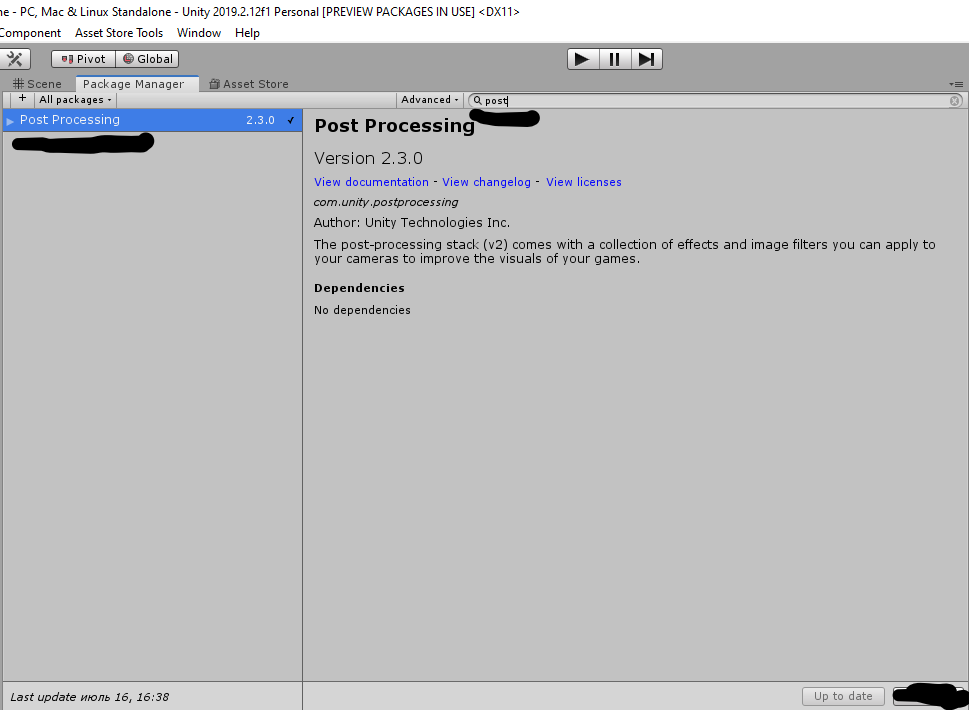 ne - PC, Mac & Linux Standalone - Unity 2019.2.12f1 Personal [PREVIEW PACKAGES IN USE] <DX11>
Component Asset Store Tools Window Help
Pivot Global
Scene Package Manager Asset Store
+ All packages Advanced post
Post Processing 2.3.0 ✓
Post Processing
Version 2.3.0
View documentation - View changelog - View licenses
com.unity.postprocessing
Author: Unity Technologies Inc.
The post-processing stack (v2) comes with a collection of effects and image filters you can apply to
your cameras to improve the visuals of your games.
Dependencies
No dependencies
Last update июль 16, 16:38 Up to date